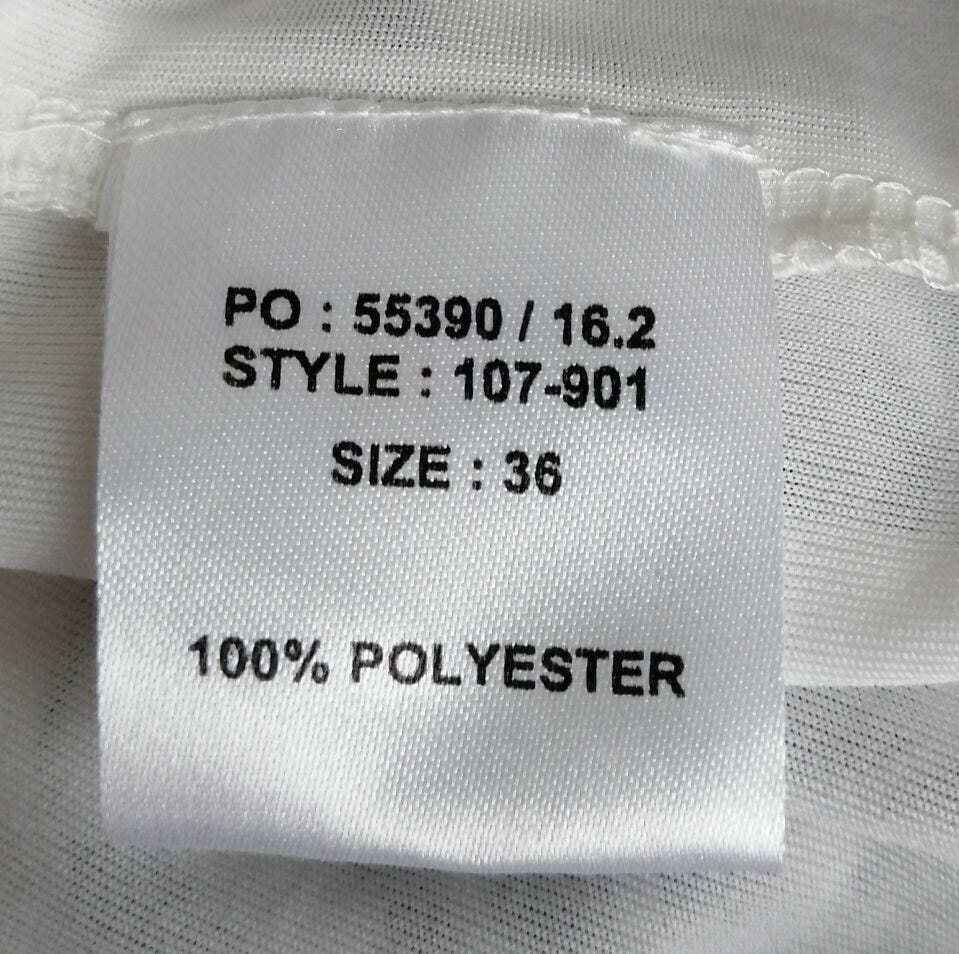 PO : 55390 / 16.2
STYLE : 107-901
SIZE : 36
100% POLYESTER